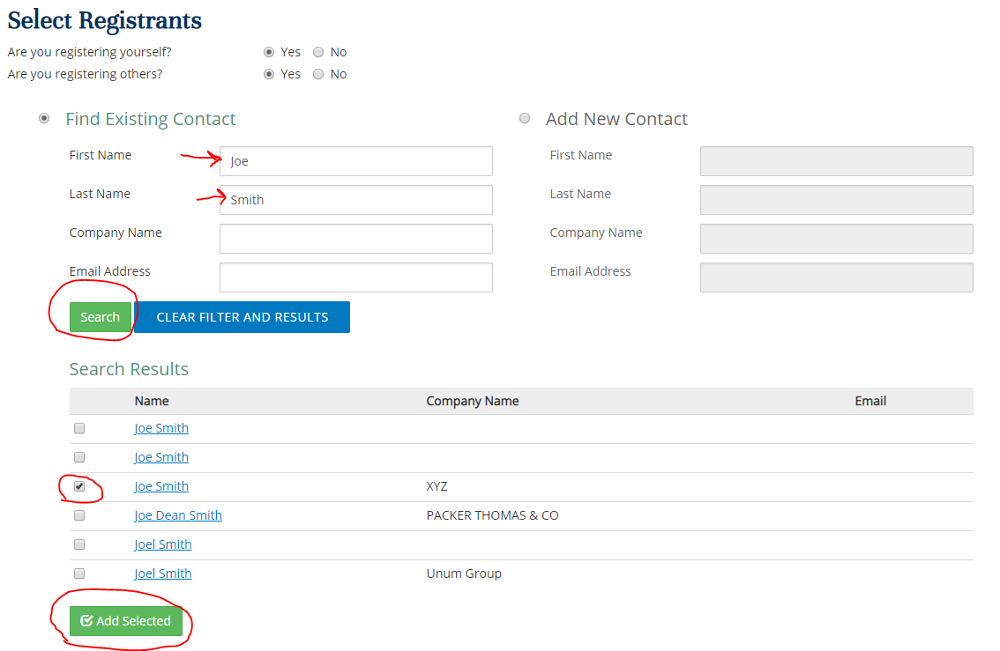 Select Registrants
Are you registering yourself? Yes No
Are you registering others? Yes No
Find Existing Contact
First Name Joe
Last Name Smith
Company Name
Email Address
Search CLEAR FILTER AND RESULTS
Add New Contact
First Name
Last Name
Company Name
Email Address
Search Results
Name Company Name Email
Joe Smith
Joe Smith
Joe Smith XYZ
Joe Dean Smith PACKER THOMAS & CO
Joel Smith
Joel Smith Unum Group
Add Selected